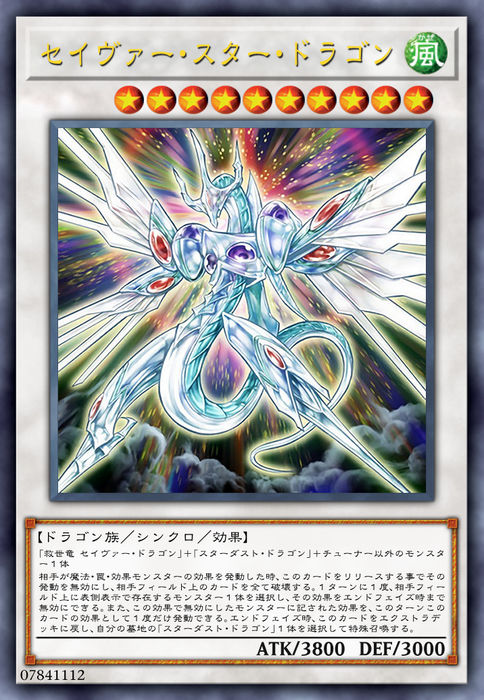 セイヴァー・スター・ドラゴン
かぜ
風
【ドラゴン族／シンクロ／効果】
「救世竜 セイヴァー・ドラゴン」＋「スターダスト・ドラゴン」＋チューナー以外のモンスタ
ー１体
相手が魔法・罠・効果モンスターの効果を発動した時、このカードをリリースする事でその
発動を無効にし、相手フィールド上のカードを全て破壊する。１ターンに１度、相手フィー
ルド上に表側表示で存在するモンスター１体を選択し、その効果をエンドフェイズ時まで
無効にできる。また、この効果で無効にしたモンスターに記された効果を、このターンこの
カードの効果として１度だけ発動できる。エンドフェイズ時、このカードをエクストラデ
ッキに戻し、自分の墓地の「スターダスト・ドラゴン」１体を選択して特殊召喚する。
ATK/3800 DEF/3000
07841112